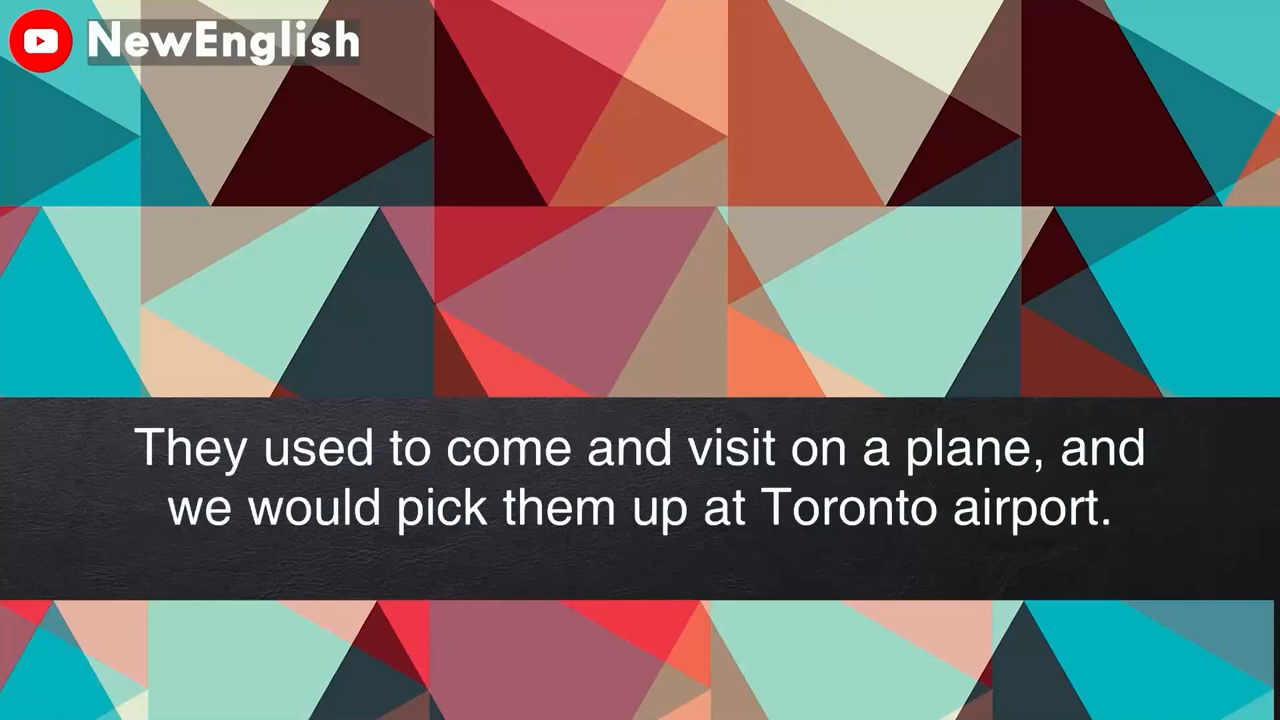 NewEnglish
They used to come and visit on a plane, and
we would pick them up at Toronto airport.